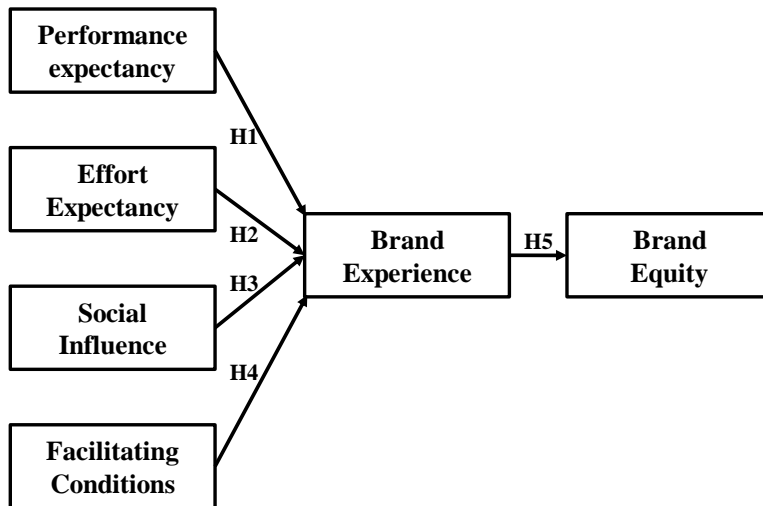 Performance
expectancy
H1
Effort
Expectancy
H2
Brand
Experience
H5
Brand
Equity
H3
Social
Influence
H4
Facilitating
Conditions